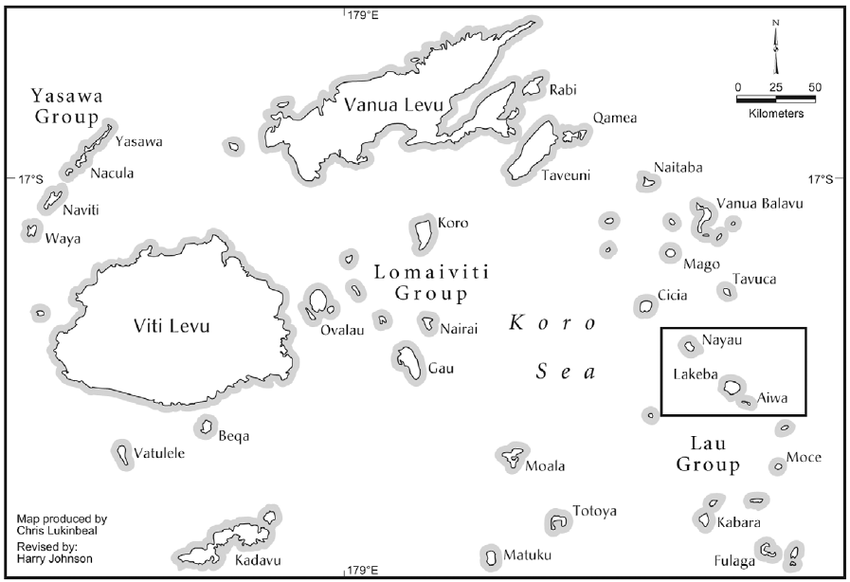 179°E
N
0 25 50
Kilometers
Yasawa
Group
Vanua Levu
Rabi
Qamea
Yasawa
Nacula
Taveuni
Naitaba
17°S
17°S
Naviti
Vanua Balavu
Waya
Koro
Mago
Lomaiviti
Group
Tavuca
Cicia
Viti Levu
Ovalau
Nairai
Koro
Sea
Nayau
Gau
Lakeba
Aiwa
Beqa
Vatulele
Lau
Group
Moala
Moce
Totoya
Kabara
Map produced by
Chris Lukinbeal
Revised by:
Harry Johnson
Kadavu
Matuku
Fulaga
179°E